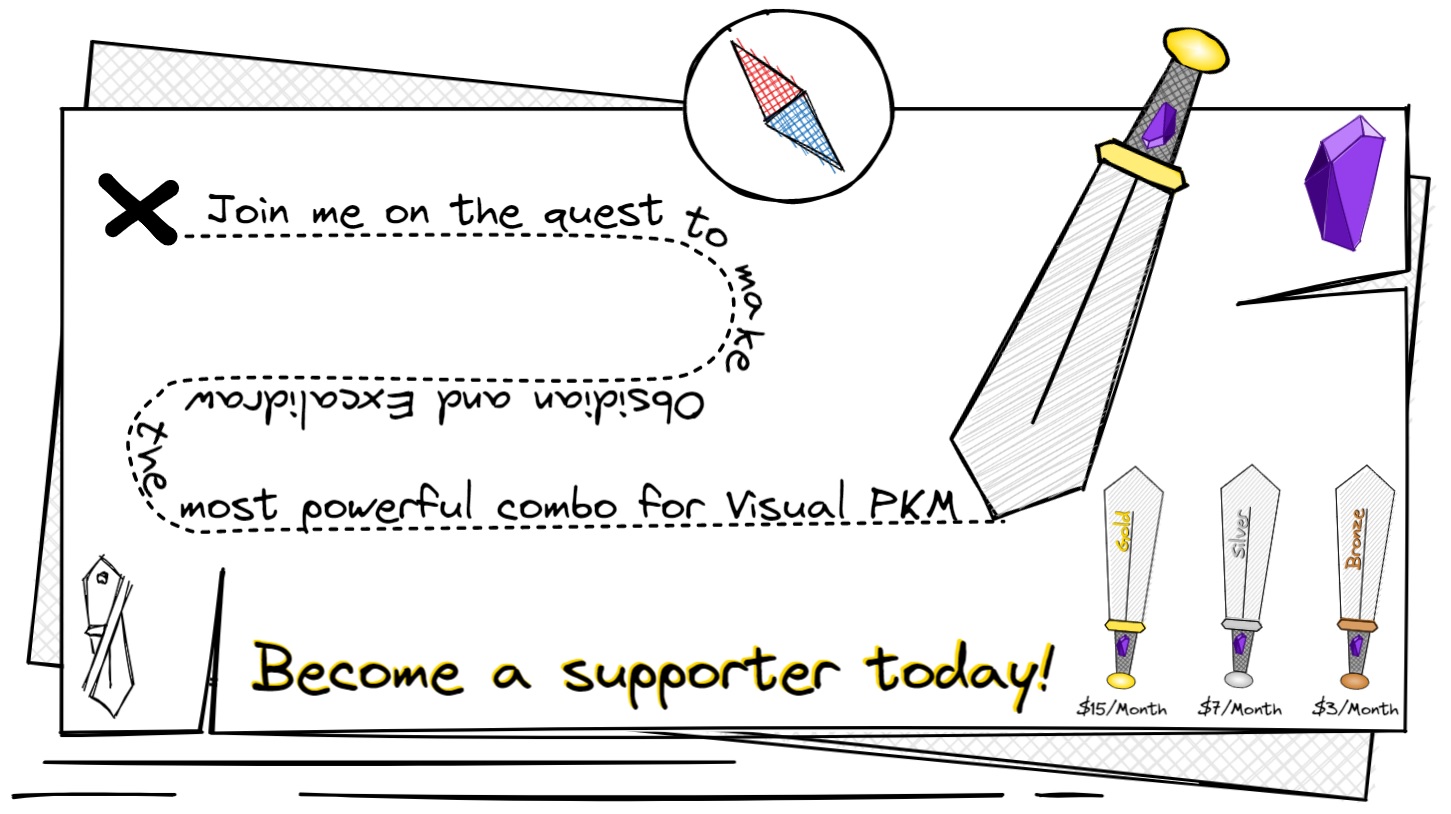 Join me on the quest to
make
Obsidian and Excalidraw
the
most powerful combo for Visual PKM
Become a supporter today!
Gold
Silver
Bronze
$15/Month
$7/Month
$3/Month